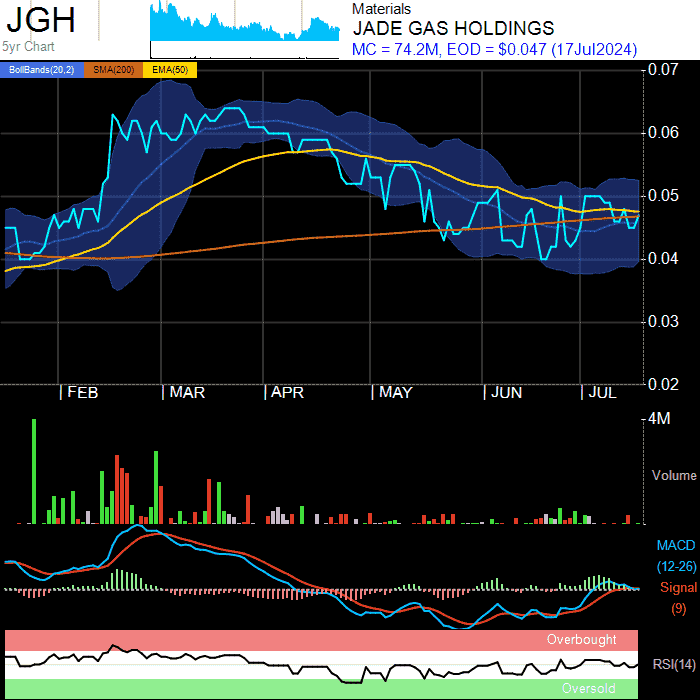 JGH
5yr Chart
Materials
JADE GAS HOLDINGS
MC = 74.2M, EOD = $0.047 (17Jul2024)
BollBands(20,2) SMA(200) EMA(50)
0.07
0.06
0.05
0.04
0.03
0.02
FEB MAR APR MAY JUN JUL
4M
Volume
MACD
(12-26)
Signal
(9)
Overbought
RSI(14)
Oversold